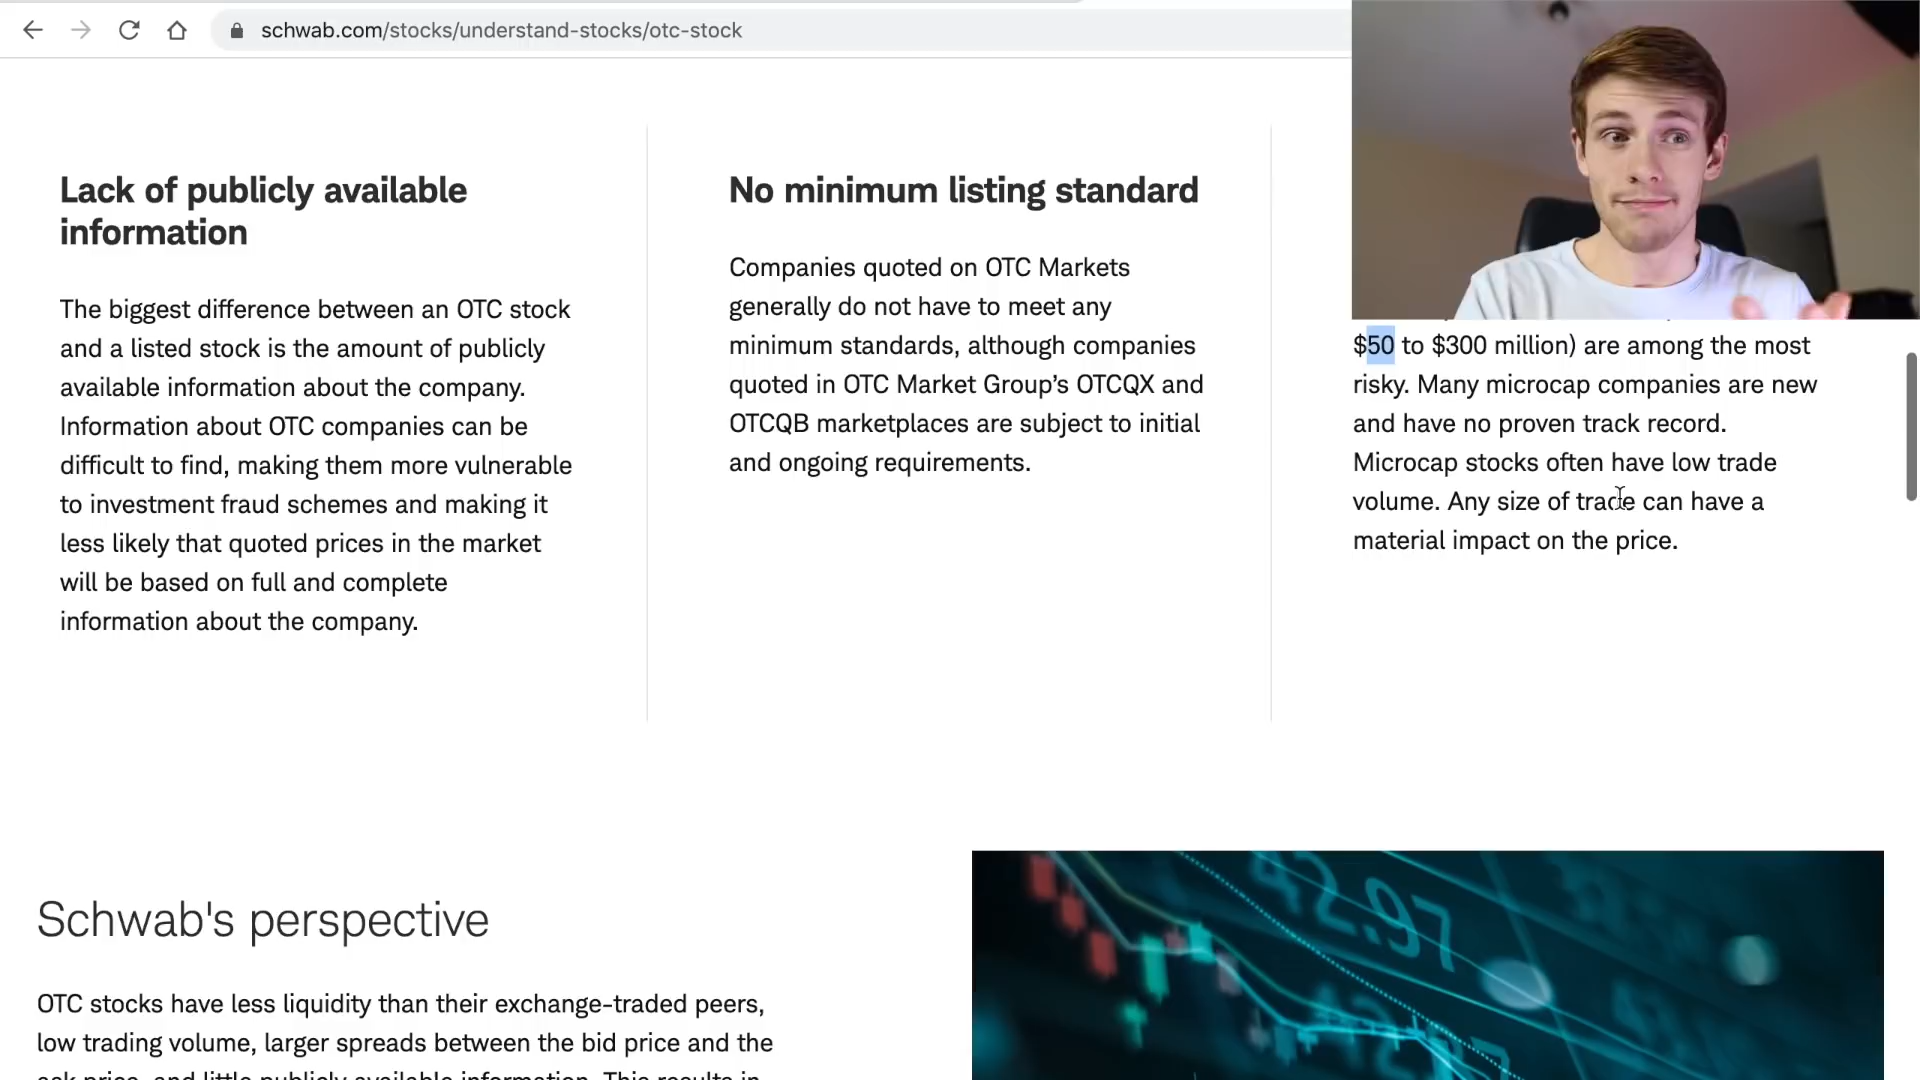 schwab.com/stocks/understand-stocks/otc-stock
Lack of publicly available
information
The biggest difference between an OTC stock
and a listed stock is the amount of publicly
available information about the company.
Information about OTC companies can be
difficult to find, making them more vulnerable
to investment fraud schemes and making it
less likely that quoted prices in the market
will be based on full and complete
information about the company.
No minimum listing standard
Companies quoted on OTC Markets
generally do not have to meet any
minimum standards, although companies
quoted in OTC Market Group’s OTCQX and
OTCQB marketplaces are subject to initial
and ongoing requirements.
$50 to $300 million) are among the most
risky. Many microcap companies are new
and have no proven track record.
Microcap stocks often have low trade
volume. Any size of trade can have a
material impact on the price.
Schwab's perspective
OTC stocks have less liquidity than their exchange-traded peers,
low trading volume, larger spreads between the bid price and the
ask price, and little publicly available information. This results in
42.97